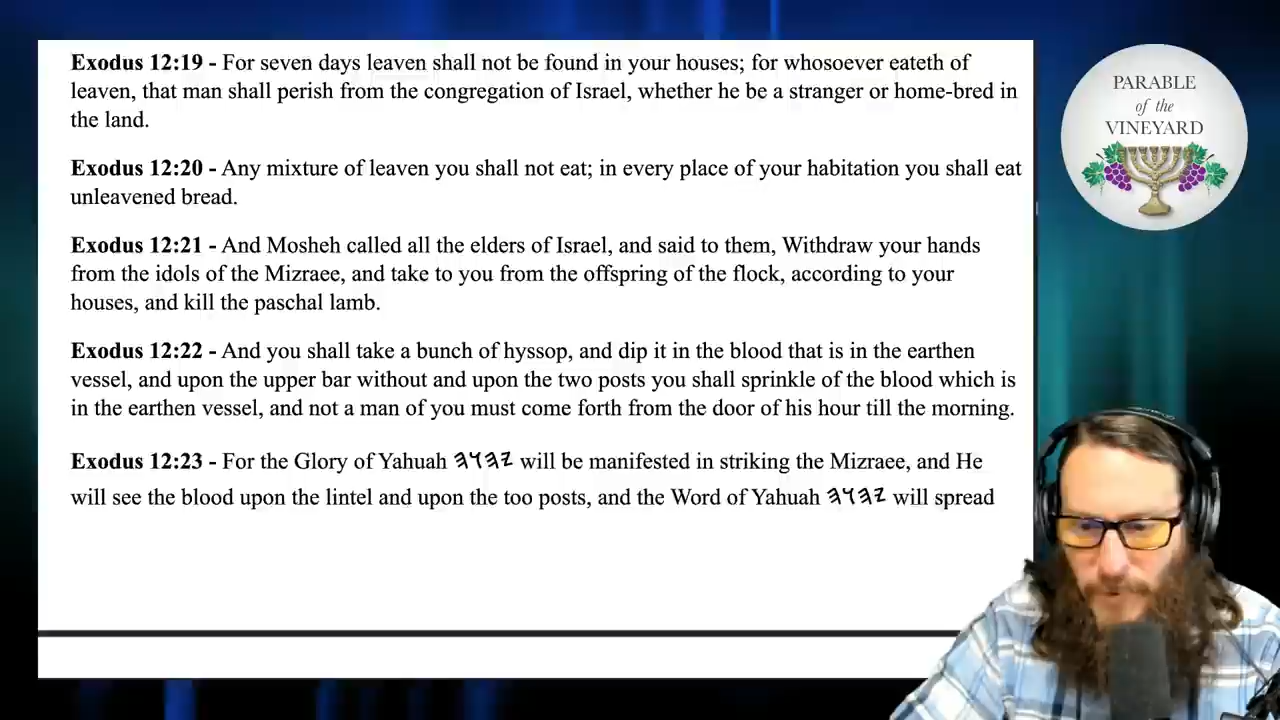 Exodus 12:19 - For seven days leaven shall not be found in your houses; for whosoever eateth of
leaven, that man shall perish from the congregation of Israel, whether he be a stranger or home-bred in
the land.
Exodus 12:20 - Any mixture of leaven you shall not eat; in every place of your habitation you shall eat
unleavened bread.
Exodus 12:21 - And Mosheh called all the elders of Israel, and said to them, Withdraw your hands
from the idols of the Mizraee, and take to you from the offspring of the flock, according to your
houses, and kill the paschal lamb.
Exodus 12:22 - And you shall take a bunch of hyssop, and dip it in the blood that is in the earthen
vessel, and upon the upper bar without and upon the two posts you shall sprinkle of the blood which is
in the earthen vessel, and not a man of you must come forth from the door of his hour till the morning.
Exodus 12:23 - For the Glory of Yahuah 𐤉𐤄𐤅𐤄 will be manifested in striking the Mizraee, and He
will see the blood upon the lintel and upon the too posts, and the Word of Yahuah 𐤉𐤄𐤅𐤄 will spread
PARABLE
of the
VINEYARD